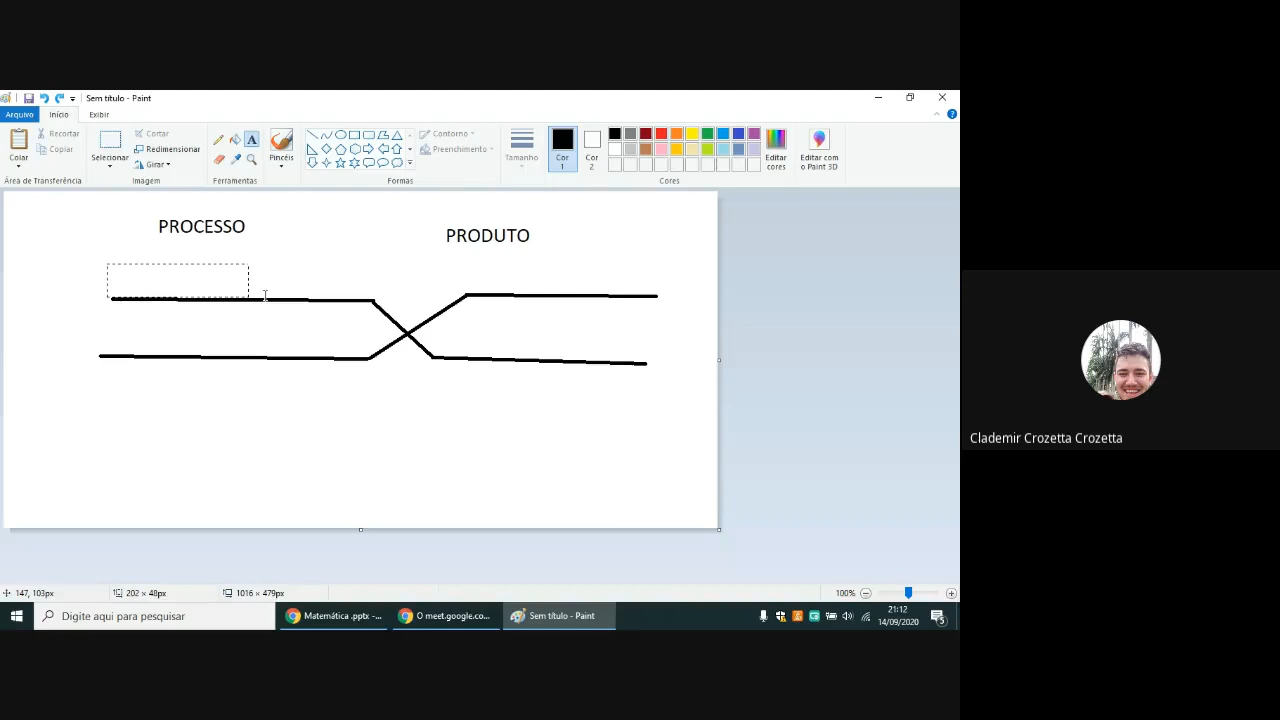 Sem título - Paint
Arquivo Início Exibir
Colar
Recortar
Copiar
Área de Transferência
Selecionar
Cortar
Redimensionar
Girar
Imagem
A
Ferramentas
Pincéis
Formas
Contorno
Preenchimento
Tamanho
Cor 1
Cor 2
Cores
Editar cores
Editar com o Paint 3D
PROCESSO
PRODUTO
Clademir Crozetta Crozetta
147, 103px 202 × 48px 1016 × 479px 100%
Digite aqui para pesquisar
Matemática .pptx -...
O meet.google.co...
Sem título - Paint
21:12
14/09/2020
5